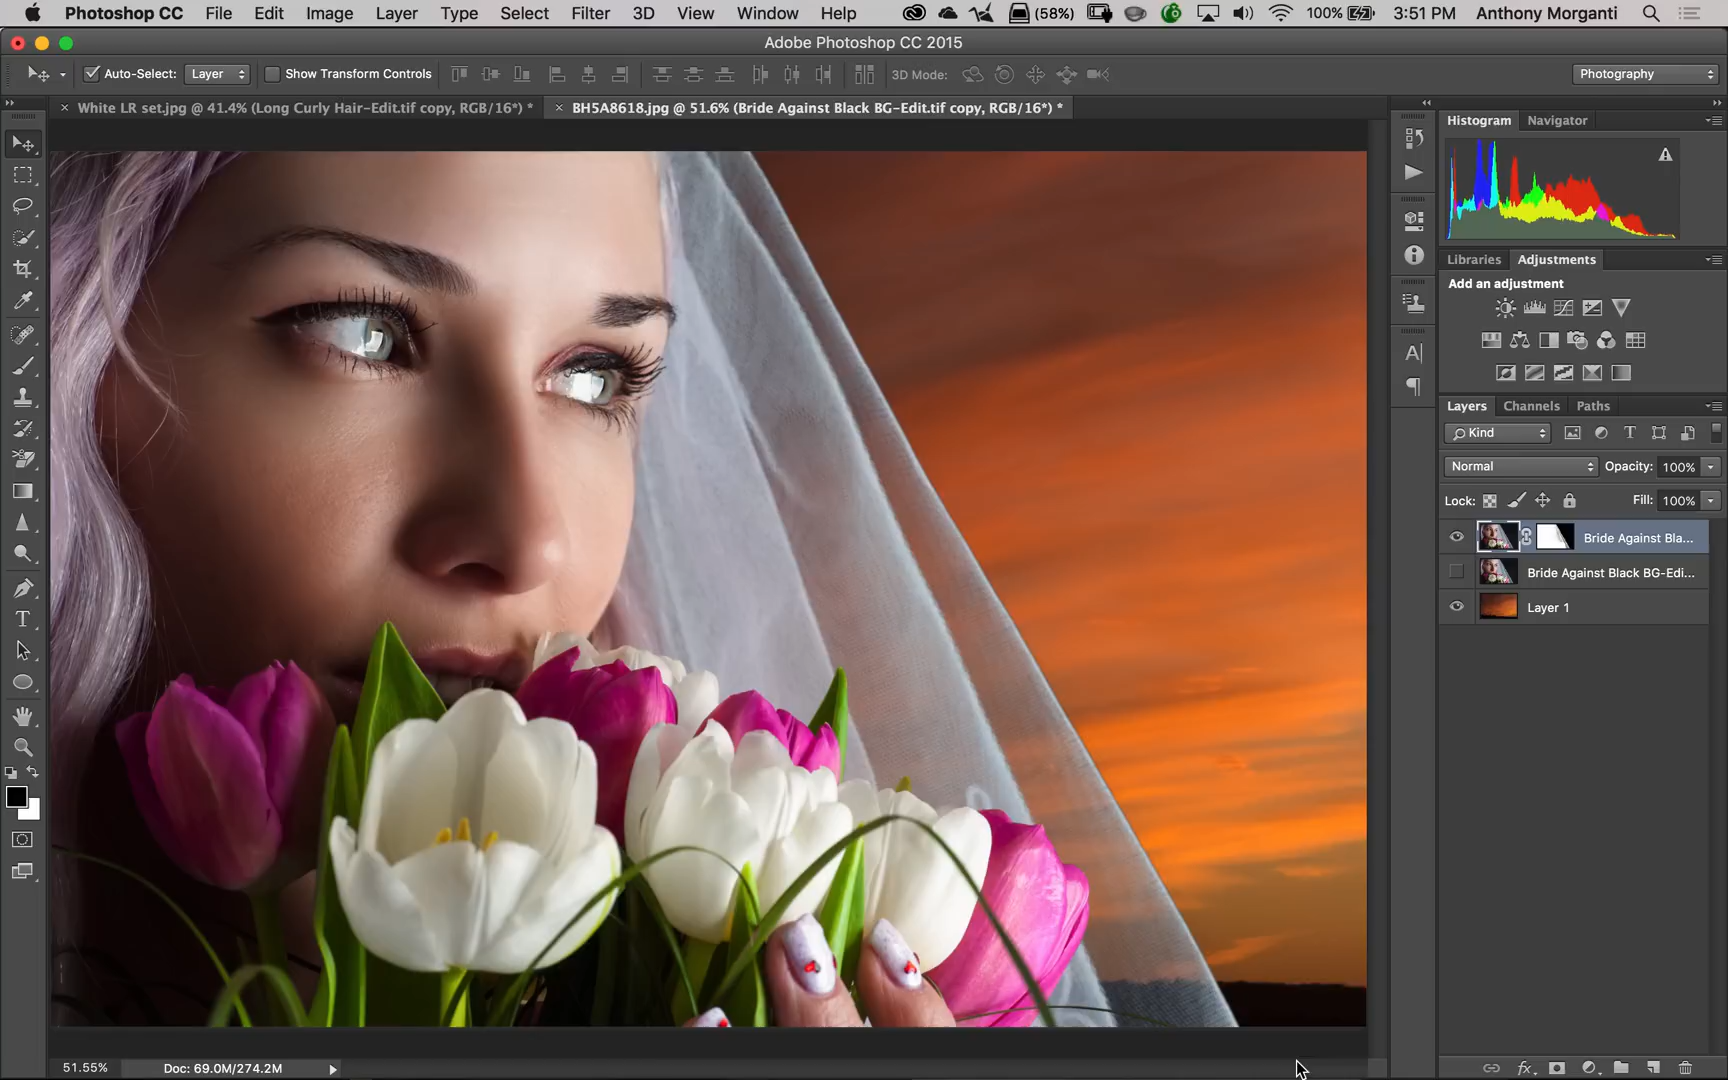 Photoshop CC File Edit Image Layer Type Select Filter 3D View Window Help (58%) 100% 3:51 PM Anthony Morganti
Adobe Photoshop CC 2015
Auto-Select: Layer Show Transform Controls 3D Mode: Photography
× White LR set.jpg @ 41.4% (Long Curly Hair-Edit.tif copy, RGB/16*) * × BH5A8618.jpg @ 51.6% (Bride Against Black BG-Edit.tif copy, RGB/16*) *
Histogram Navigator
Libraries Adjustments
Add an adjustment
Layers Channels Paths
Kind
Normal Opacity: 100%
Lock: Fill: 100%
Bride Against Bla...
Bride Against Black BG-Edi...
Layer 1
51.55% Doc: 69.0M/274.2M